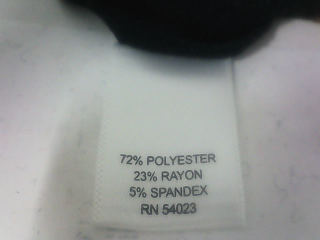 72% POLYESTER
23% RAYON
5% SPANDEX
RN 54023